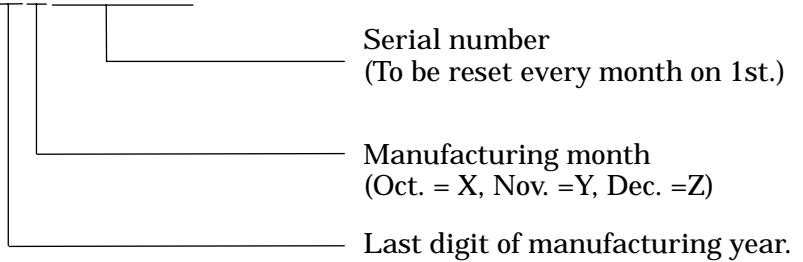 Serial number
(To be reset every month on 1st.)
Manufacturing month
(Oct. = X, Nov. =Y, Dec. =Z)
Last digit of manufacturing year.